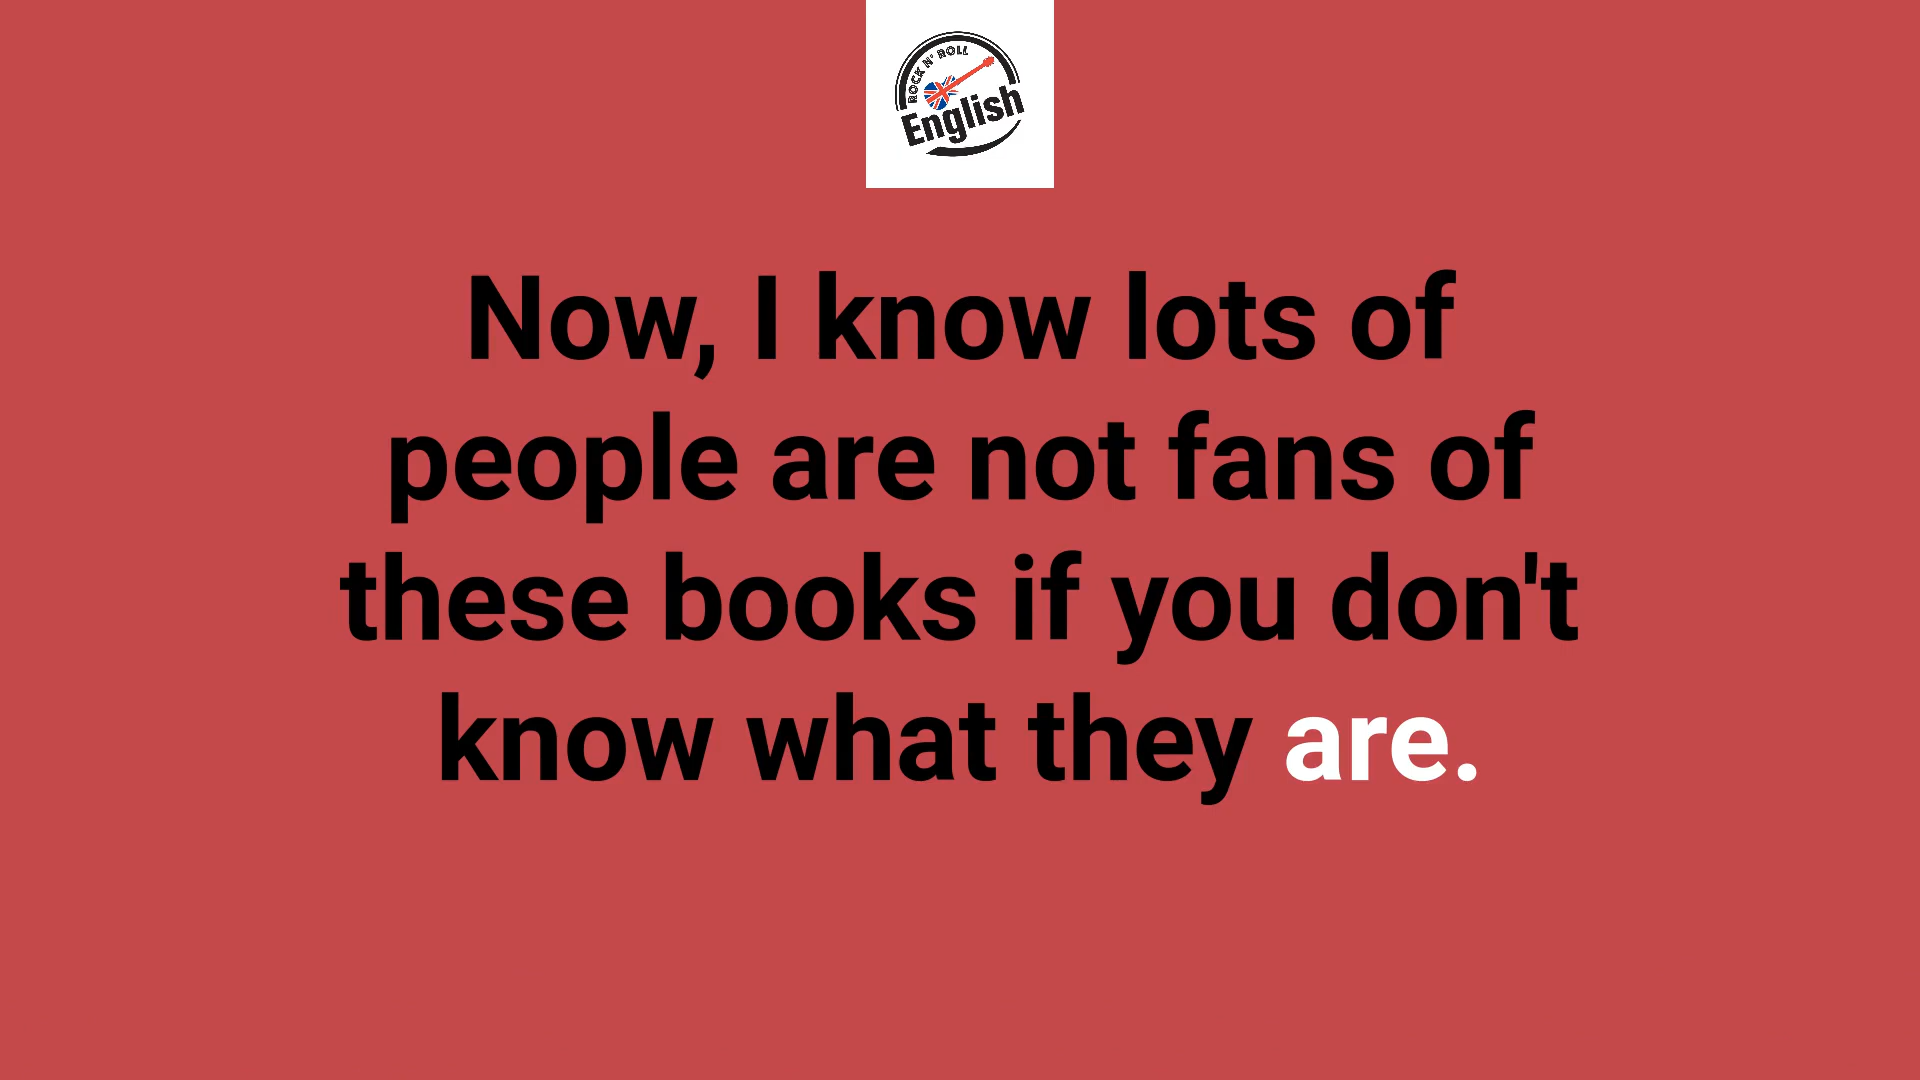 ROCK N' ROLL
English
Now, I know lots of
people are not fans of
these books if you don't
know what they are.